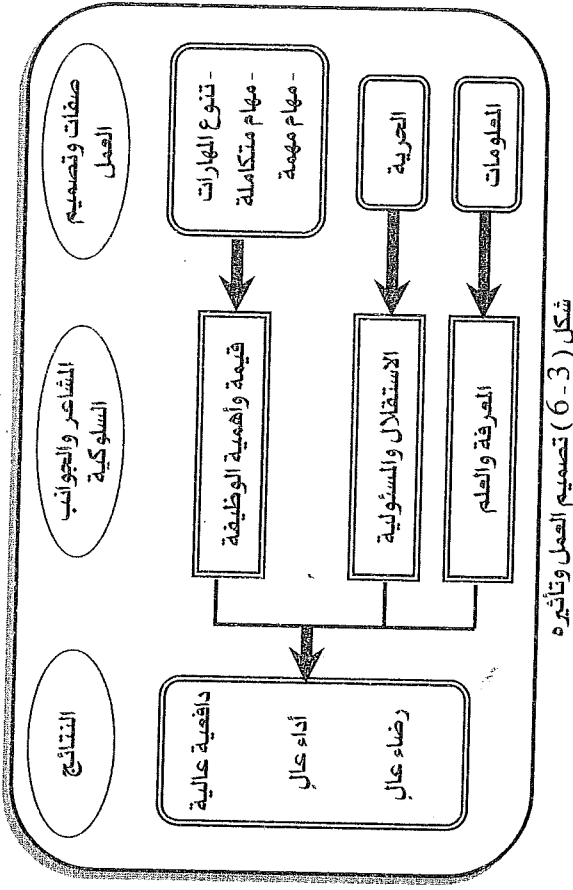 صفات وتصميم
العمل
المشاعر والجوانب
السلوكية
النتائج
- تنوع المهارات
- مهام متكاملة
- مهام مهمة
قيمة وأهمية الوظيفة
دافعية عالية
الحرية
الاستقلال والمسئولية
أداء عالٍ
المعلومات
المعرفة والعلم
رضاء عالٍ
شكل ( 3 - 6 ) تصميم العمل وتأثيره